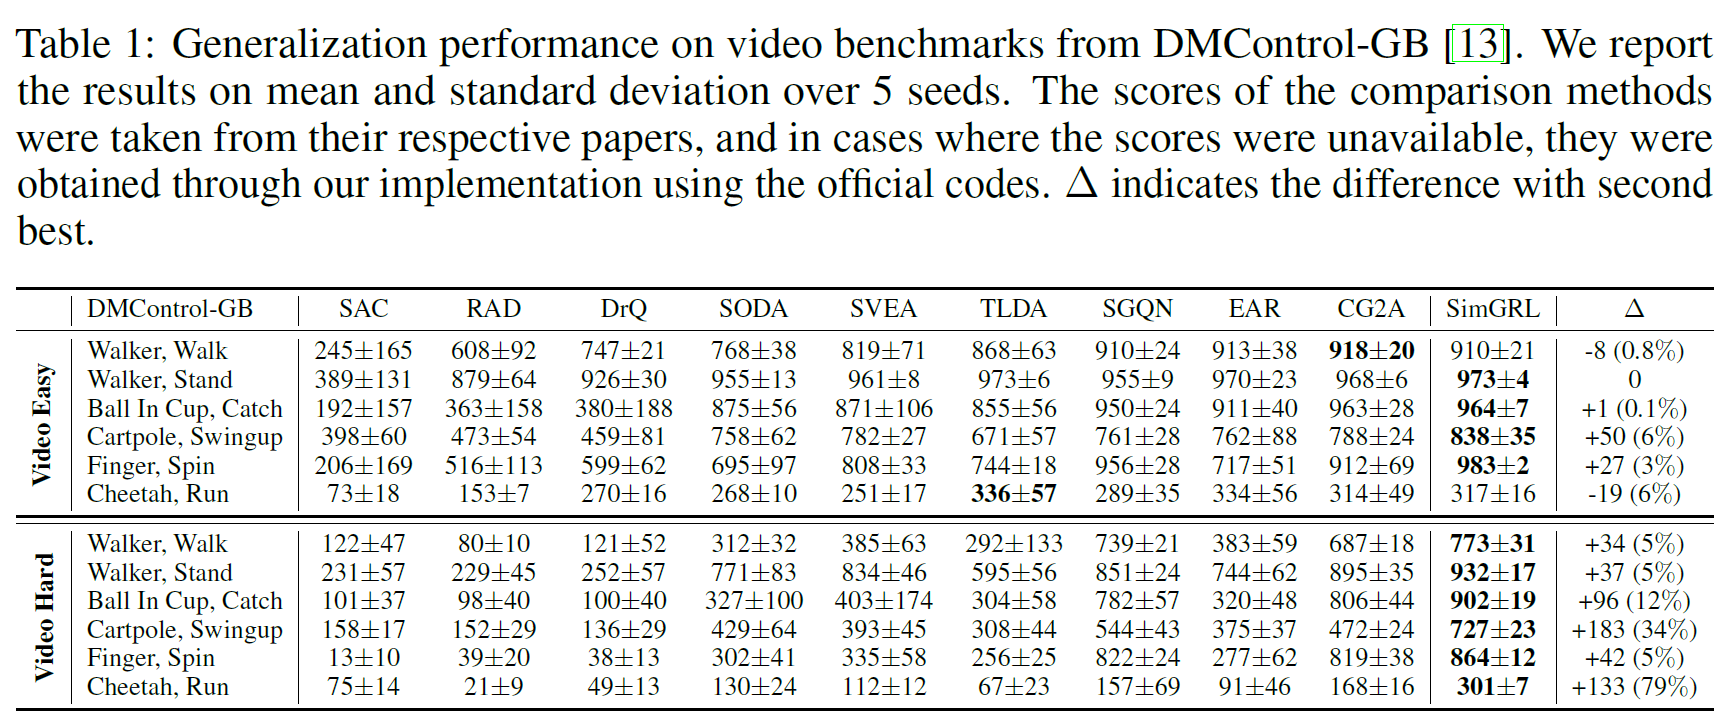 Table 1: Generalization performance on video benchmarks from DMControl-GB [13]. We report
the results on mean and standard deviation over 5 seeds. The scores of the comparison methods
were taken from their respective papers, and in cases where the scores were unavailable, they were
obtained through our implementation using the official codes. Δ indicates the difference with second
best.
DMControl-GB SAC RAD DrQ SODA SVEA TLDA SGQN EAR CG2A SimGRL Δ
Video Easy
Walker, Walk 245±165 608±92 747±21 768±38 819±71 868±63 910±24 913±38 918±20 910±21 -8 (0.8%)
Walker, Stand 389±131 879±64 926±30 955±13 961±8 973±6 955±9 970±23 968±6 973±4 0
Ball In Cup, Catch 192±157 363±158 380±188 875±56 871±106 855±56 950±24 911±40 963±28 964±7 +1 (0.1%)
Cartpole, Swingup 398±60 473±54 459±81 758±62 782±27 671±57 761±28 762±88 788±24 838±35 +50 (6%)
Finger, Spin 206±169 516±113 599±62 695±97 808±33 744±18 956±28 717±51 912±69 983±2 +27 (3%)
Cheetah, Run 73±18 153±7 270±16 268±10 251±17 336±57 289±35 334±56 314±49 317±16 -19 (6%)
Video Hard
Walker, Walk 122±47 80±10 121±52 312±32 385±63 292±133 739±21 383±59 687±18 773±31 +34 (5%)
Walker, Stand 231±57 229±45 252±57 771±83 834±46 595±56 851±24 744±62 895±35 932±17 +37 (5%)
Ball In Cup, Catch 101±37 98±40 100±40 327±100 403±174 304±58 782±57 320±48 806±44 902±19 +96 (12%)
Cartpole, Swingup 158±17 152±29 136±29 429±64 393±45 308±44 544±43 375±37 472±24 727±23 +183 (34%)
Finger, Spin 13±10 39±20 38±13 302±41 335±58 256±25 822±24 277±62 819±38 864±12 +42 (5%)
Cheetah, Run 75±14 21±9 49±13 130±24 112±12 67±23 157±69 91±46 168±16 301±7 +133 (79%)